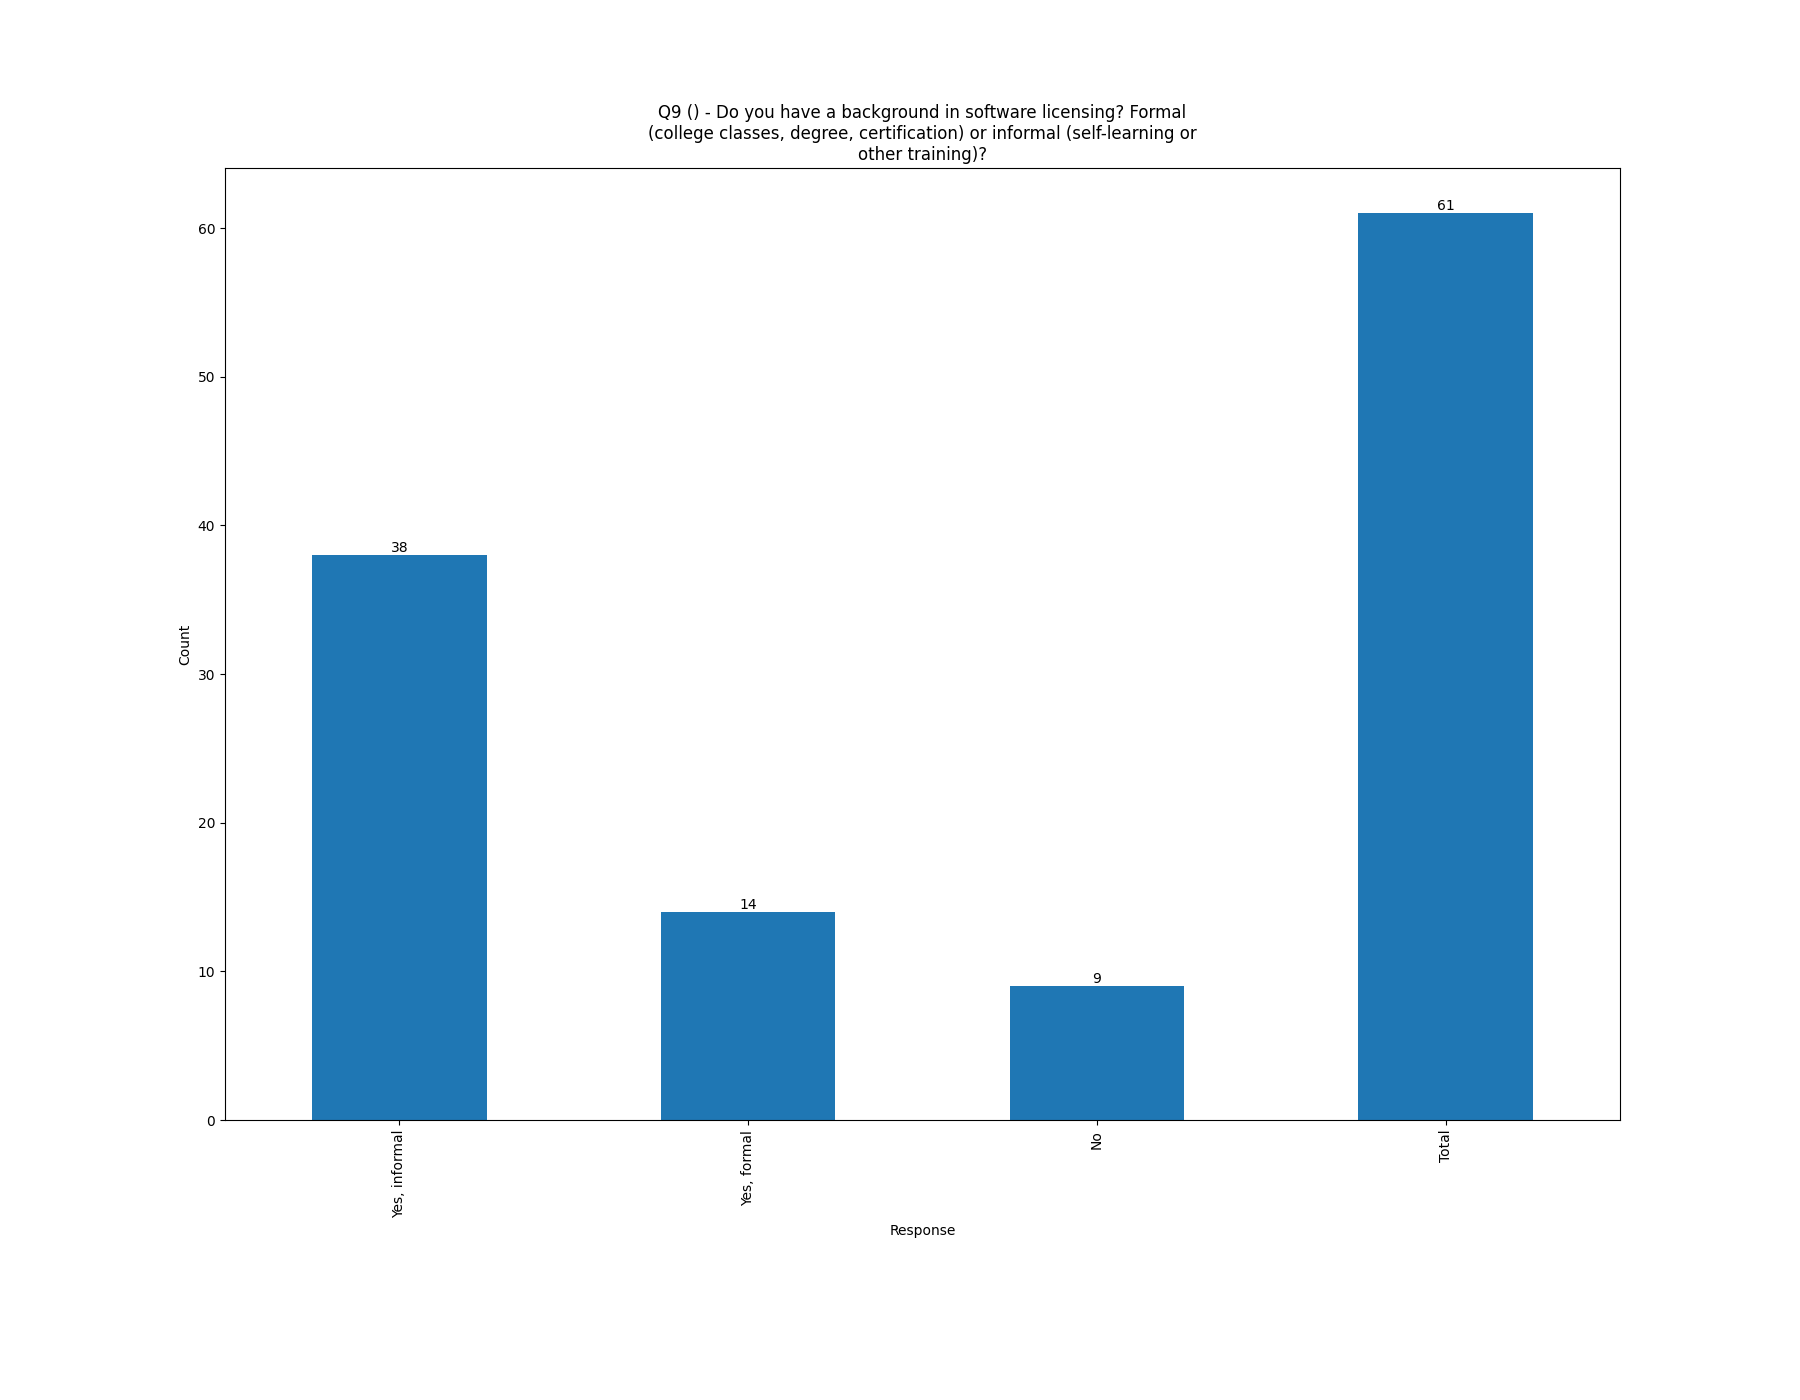 Q9 () - Do you have a background in software licensing? Formal
(college classes, degree, certification) or informal (self-learning or
other training)?
61
60
50
40
38
Count
30
20
14
10
9
0
Yes, informal
Yes, formal
No
Total
Response